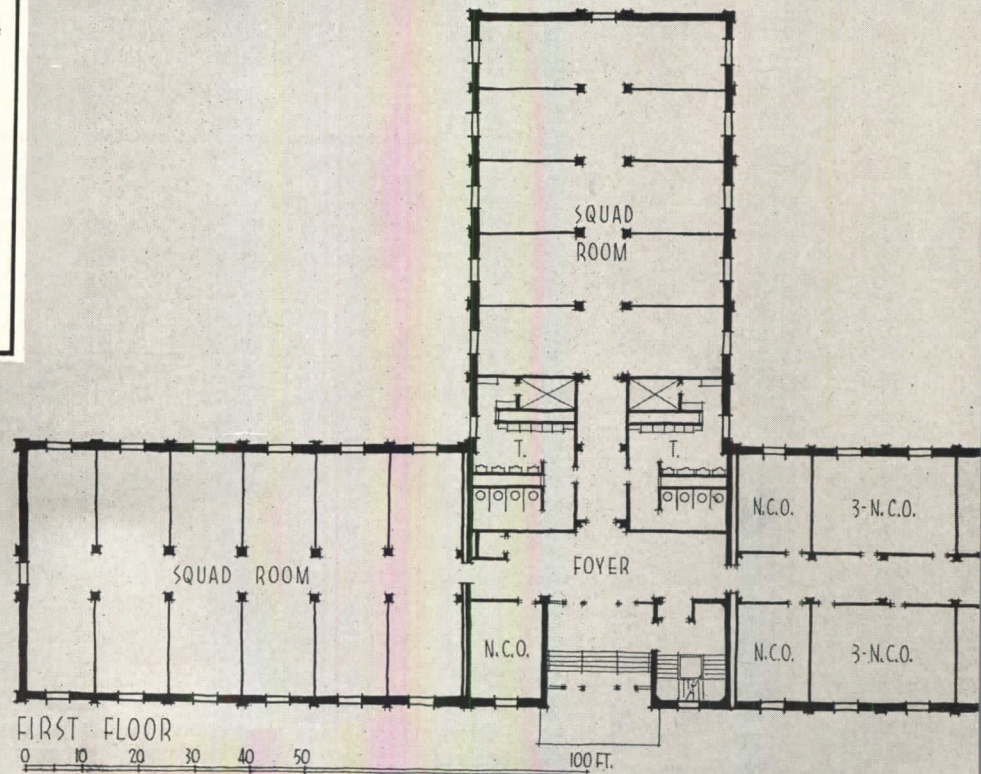 SQUAD
ROOM
T.
T.
N.C.O.
3-N.C.O.
SQUAD ROOM
FOYER
N.C.O.
N.C.O.
3-N.C.O.
FIRST FLOOR
0 10 20 30 40 50 100 FT.